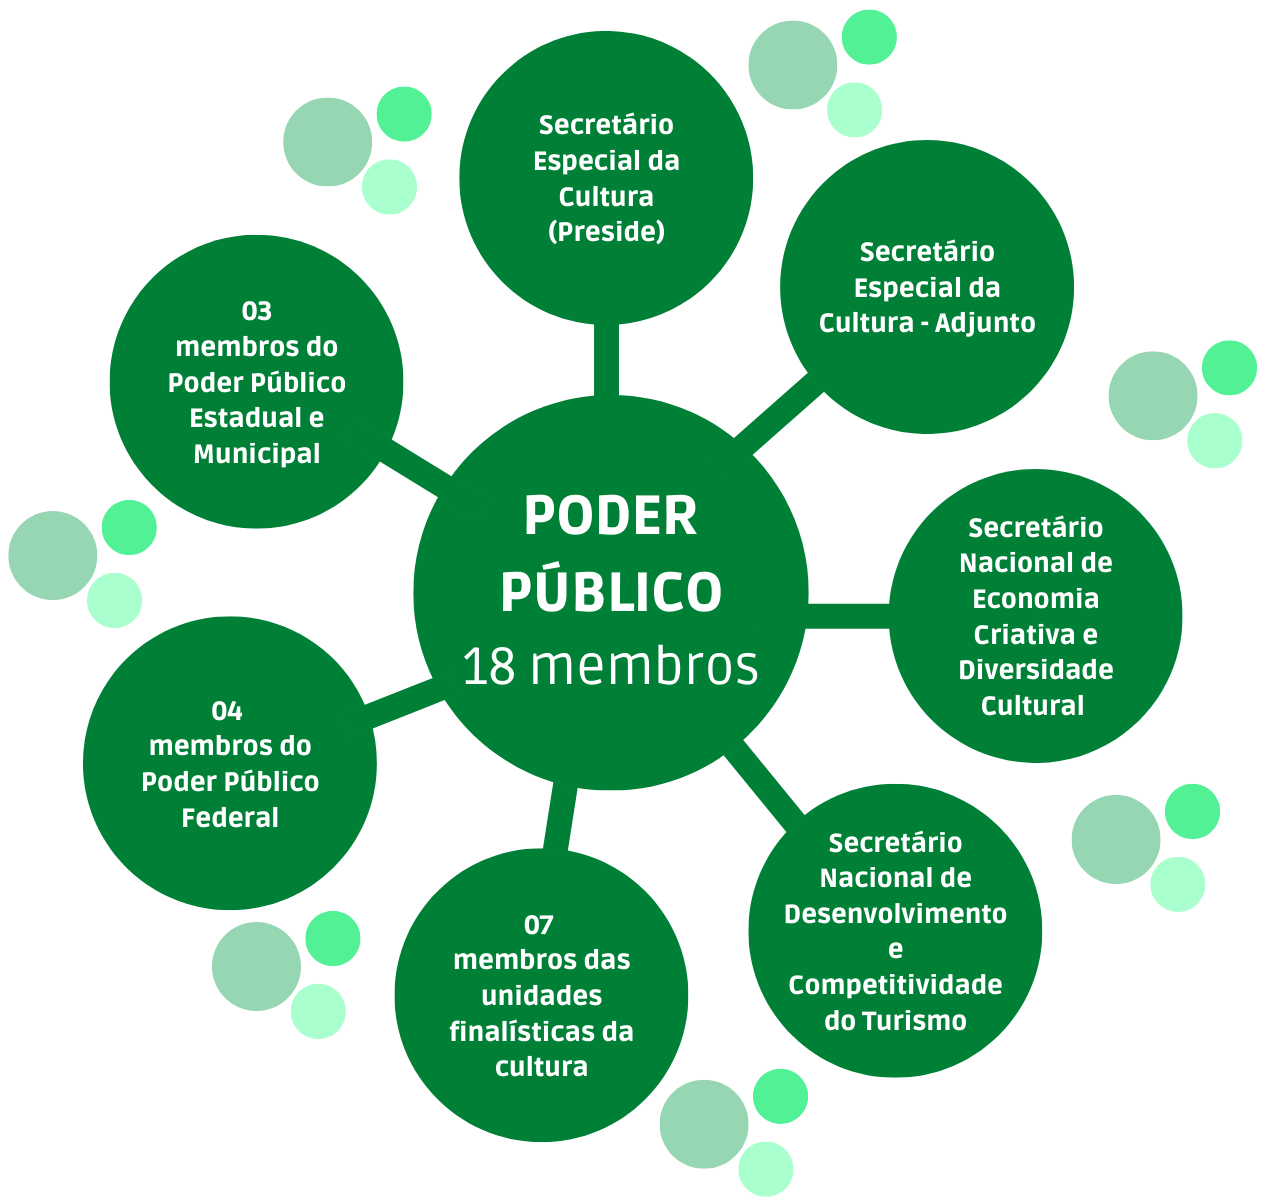 Secretário
Especial da
Cultura
(Preside)
Secretário
Especial da
Cultura - Adjunto
03
membros do
Poder Público
Estadual e
Municipal
PODER
PÚBLICO
18 membros
Secretário
Nacional de
Economia
Criativa e
Diversidade
Cultural
04
membros do
Poder Público
Federal
Secretário
Nacional de
Desenvolvimento
e
Competitividade
do Turismo
07
membros das
unidades
finalísticas da
cultura